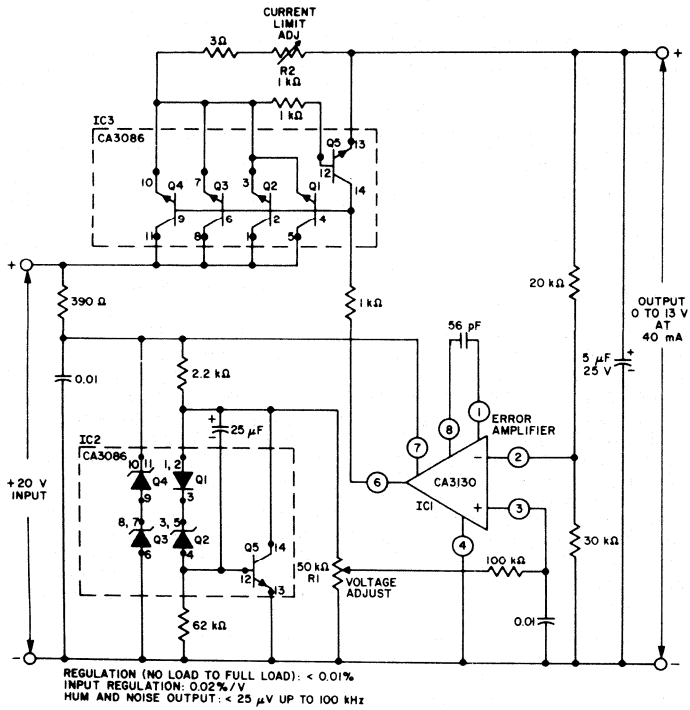 CURRENT
LIMIT
ADJ
3Ω
R2
1 kΩ
1 kΩ
IC3
CA3086
Q5
13
12
14
10
Q4
9
11
7
Q3
6
8
3
Q2
2
1
Q1
4
5
+
+
390 Ω
1 kΩ
20 kΩ
OUTPUT
0 TO 13 V
AT
40 mA
56 pF
5 μF
25 V
+
-
0.01
2.2 kΩ
+
-
25 μF
1
8
7
ERROR
AMPLIFIER
2
-
CA3130
6
IC1
+
3
4
IC2
CA3086
+20 V
INPUT
10 11
Q4
9
1, 2
Q1
3
8, 7
Q3
6
3, 5
Q2
4
Q5
14
12
13
50 kΩ
R1
VOLTAGE
ADJUST
100 kΩ
30 kΩ
62 kΩ
0.01
-
-
REGULATION (NO LOAD TO FULL LOAD): < 0.01%
INPUT REGULATION: 0.02%/V
HUM AND NOISE OUTPUT: < 25 μV UP TO 100 kHz